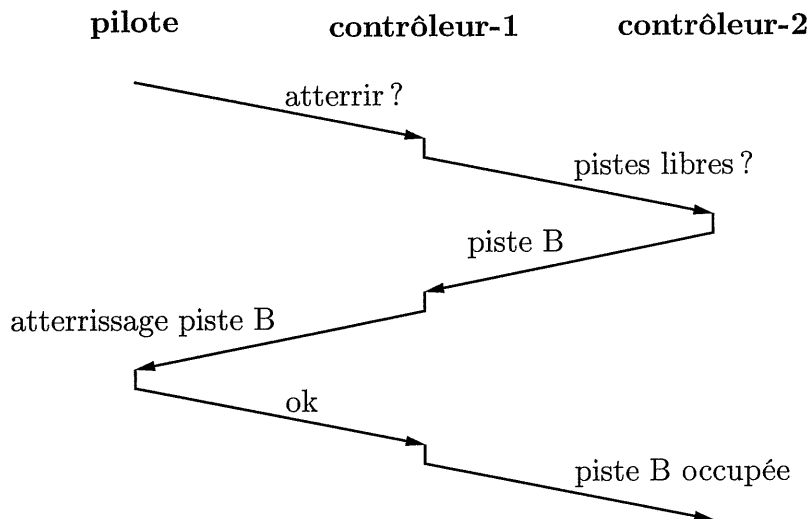 pilote contrôleur-1 contrôleur-2
atterrir ?
pistes libres ?
piste B
atterrissage piste B
ok
piste B occupée